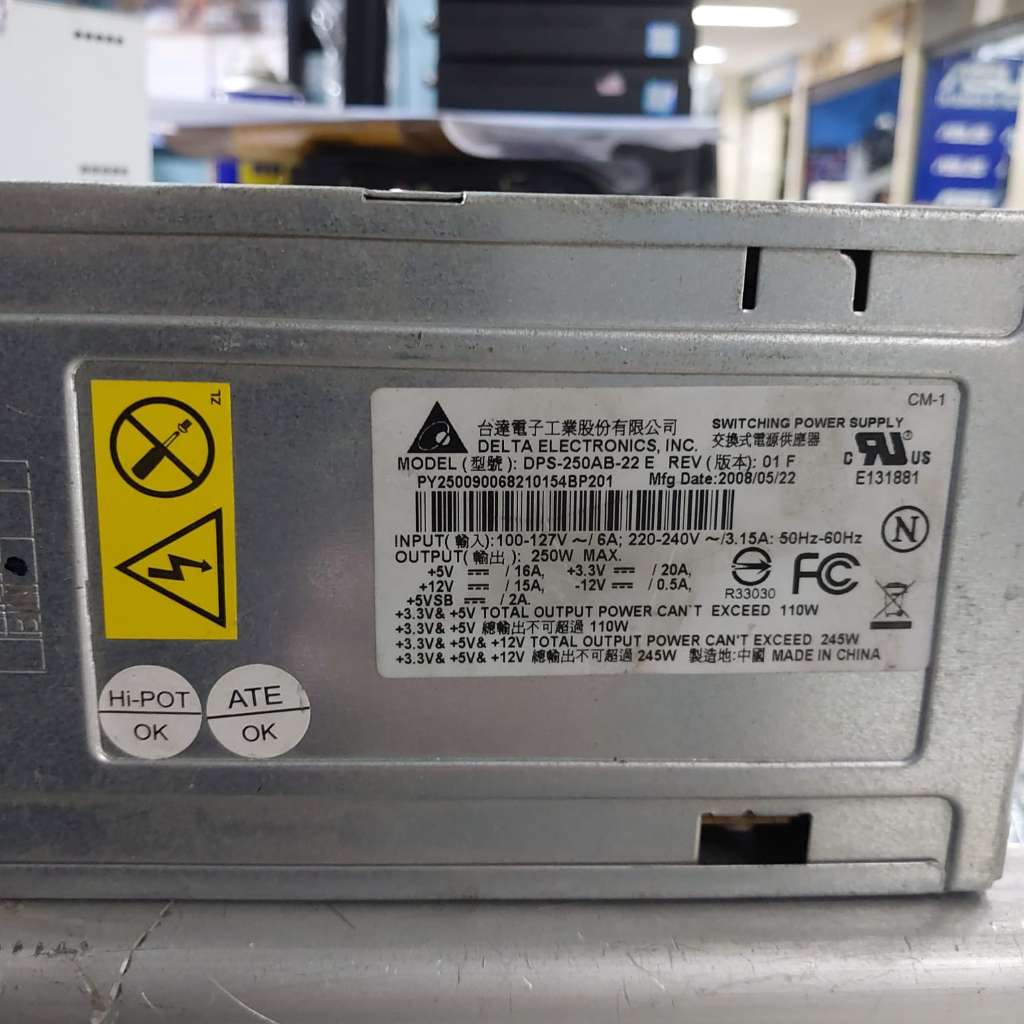 ASUS
ZL
CM-1
台達電子工業股份有限公司
DELTA ELECTRONICS, INC.
SWITCHING POWER SUPPLY
交換式電源供應器
MODEL (型號): DPS-250AB-22 E REV (版本): 01 F
c RU ® US
E131881
PY250090068210154BP201 Mfg Date:2008/05/22
INPUT( 輸入):100-127V ～/ 6A; 220-240V ～/3.15A: 50Hz-60Hz
N
OUTPUT( 輸出 ): 250W MAX.
+5V ⎓ / 16A, +3.3V ⎓ / 20A,
+12V ⎓ / 15A, -12V ⎓ / 0.5A,
+5VSB ⎓ / 2A.
R33030
FC
+3.3V& +5V TOTAL OUTPUT POWER CAN'T EXCEED 110W
+3.3V& +5V 總輸出不可超過 110W
+3.3V& +5V& +12V TOTAL OUTPUT POWER CAN'T EXCEED 245W
+3.3V& +5V& +12V 總輸出不可超過 245W 製造地:中國 MADE IN CHINA
Hi-POT
OK
ATE
OK